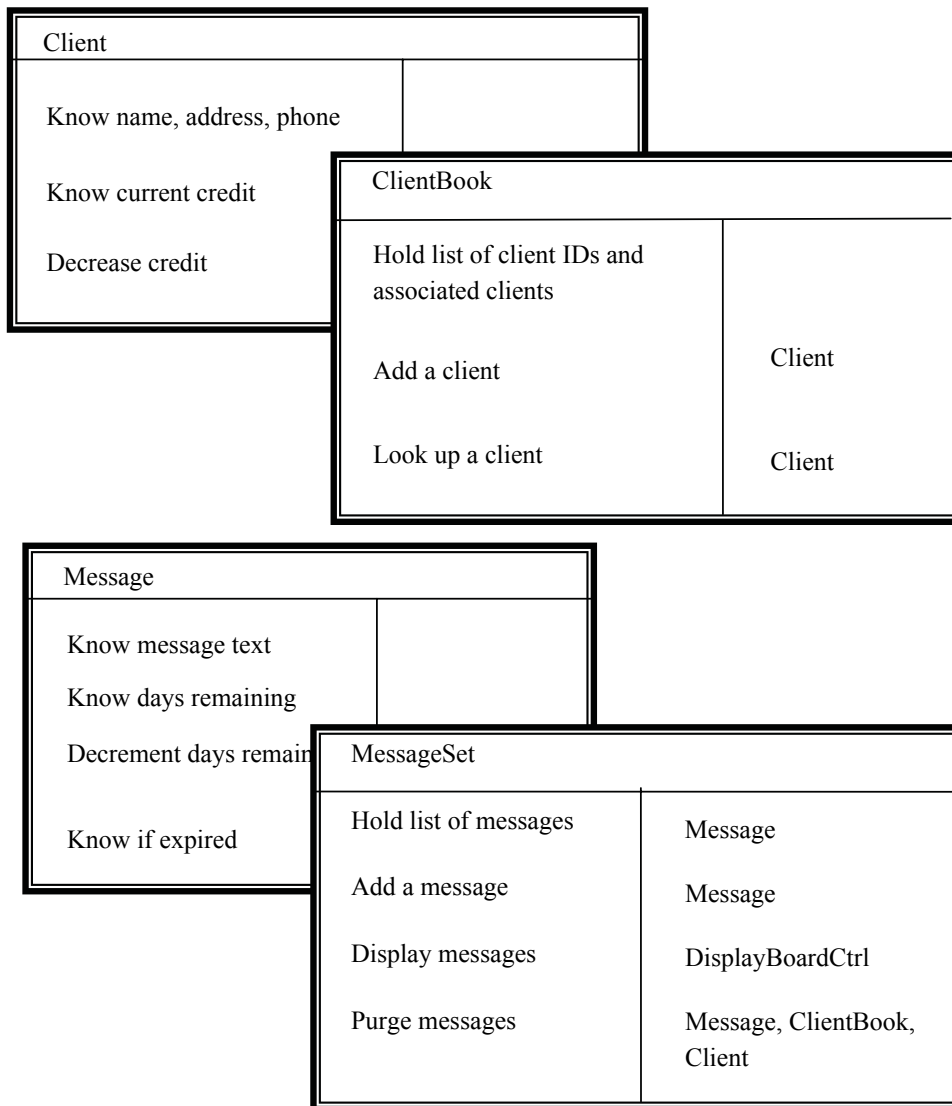 Client
Know name, address, phone
Know current credit
Decrease credit
ClientBook
Hold list of client IDs and
associated clients
Add a client
Client
Look up a client
Client
Message
Know message text
Know days remaining
Decrement days remain
Know if expired
MessageSet
Hold list of messages
Message
Add a message
Message
Display messages
DisplayBoardCtrl
Purge messages
Message, ClientBook,
Client